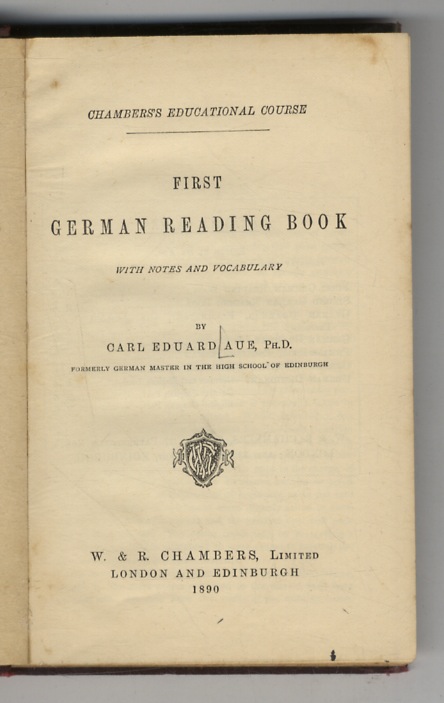 CHAMBERS'S EDUCATIONAL COURSE
FIRST
GERMAN READING BOOK
WITH NOTES AND VOCABULARY
BY
CARL EDUARD AUE, Ph.D.
FORMERLY GERMAN MASTER IN THE HIGH SCHOOL OF EDINBURGH
W. & R. CHAMBERS, Limited
LONDON AND EDINBURGH
1890